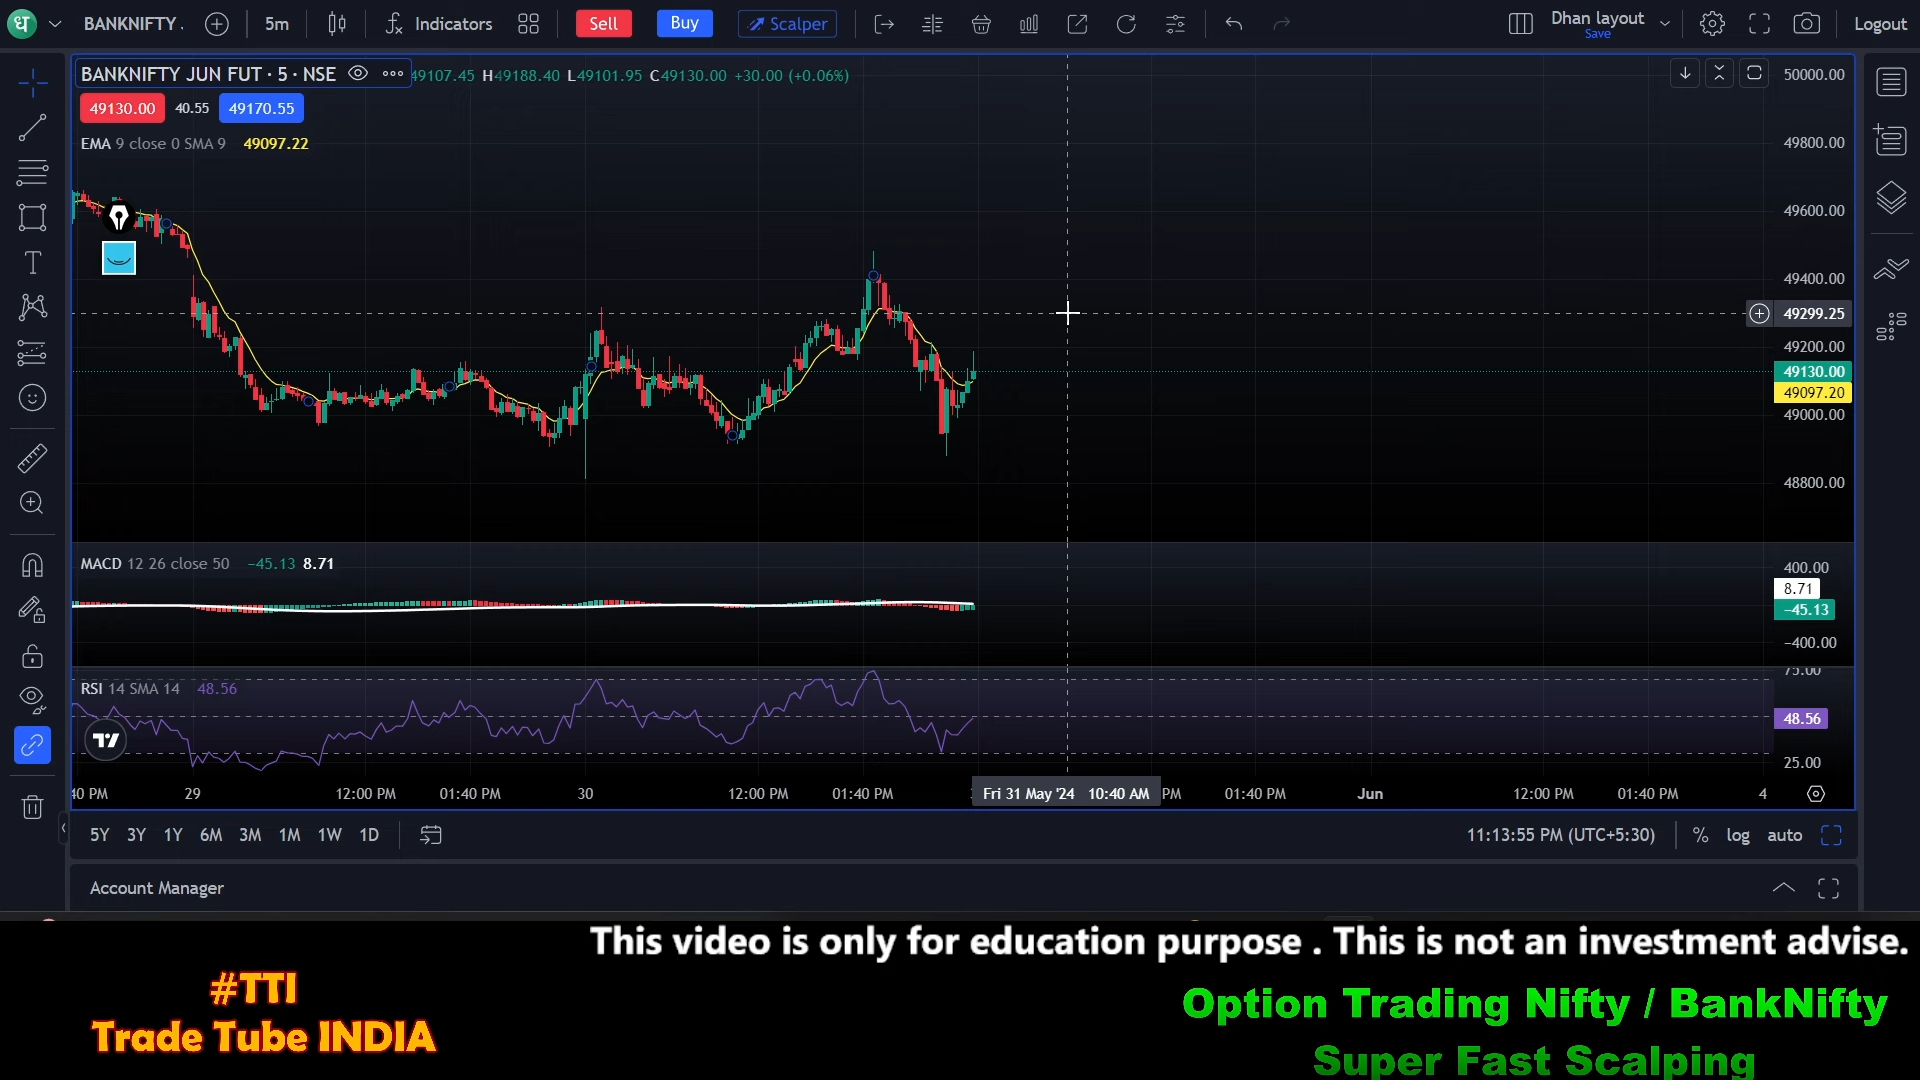 धा BANKNIFTY . 5m Indicators Sell Buy Scalper Dhan layout Save Logout
BANKNIFTY JUN FUT · 5 · NSE 49107.45 H49188.40 L49101.95 C49130.00 +30.00 (+0.06%)
49130.00 40.55 49170.55
EMA 9 close 0 SMA 9 49097.22
50000.00
49800.00
49600.00
49400.00
49299.25
49200.00
49130.00
49097.20
49000.00
48800.00
MACD 12 26 close 50 −45.13 8.71
400.00
8.71
−45.13
−400.00
RSI 14 SMA 14 48.56
75.00
48.56
25.00
40 PM 29 12:00 PM 01:40 PM 30 12:00 PM 01:40 PM Fri 31 May '24 10:40 AM PM 01:40 PM Jun 12:00 PM 01:40 PM 4
5Y 3Y 1Y 6M 3M 1M 1W 1D 11:13:55 PM (UTC+5:30) % log auto
Account Manager
This video is only for education purpose . This is not an investment advise.
#TTI
Trade Tube INDIA
Option Trading Nifty / BankNifty
Super Fast Scalping